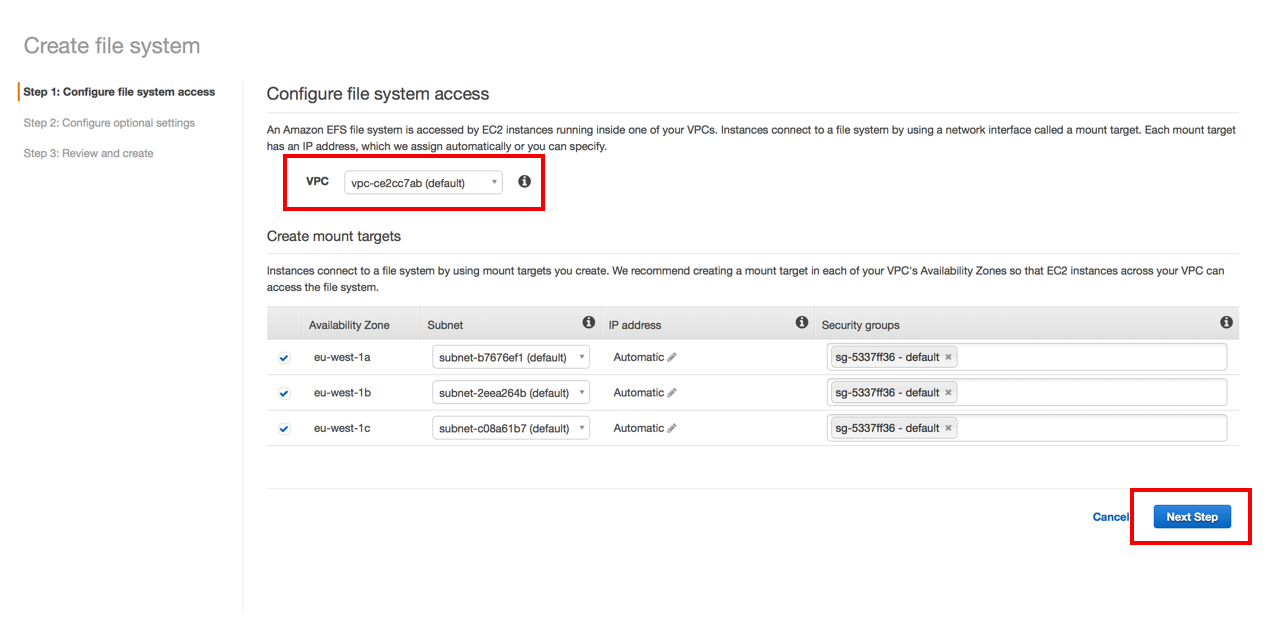 Create file system
Step 1: Configure file system access
Step 2: Configure optional settings
Step 3: Review and create
Configure file system access
An Amazon EFS file system is accessed by EC2 instances running inside one of your VPCs. Instances connect to a file system by using a network interface called a mount target. Each mount target
has an IP address, which we assign automatically or you can specify.
VPC vpc-ce2cc7ab (default)
Create mount targets
Instances connect to a file system by using mount targets you create. We recommend creating a mount target in each of your VPC's Availability Zones so that EC2 instances across your VPC can
access the file system.
Availability Zone Subnet IP address Security groups
eu-west-1a subnet-b7676ef1 (default) Automatic sg-5337ff36 - default ×
eu-west-1b subnet-2eea264b (default) Automatic sg-5337ff36 - default ×
eu-west-1c subnet-c08a61b7 (default) Automatic sg-5337ff36 - default ×
Cancel Next Step